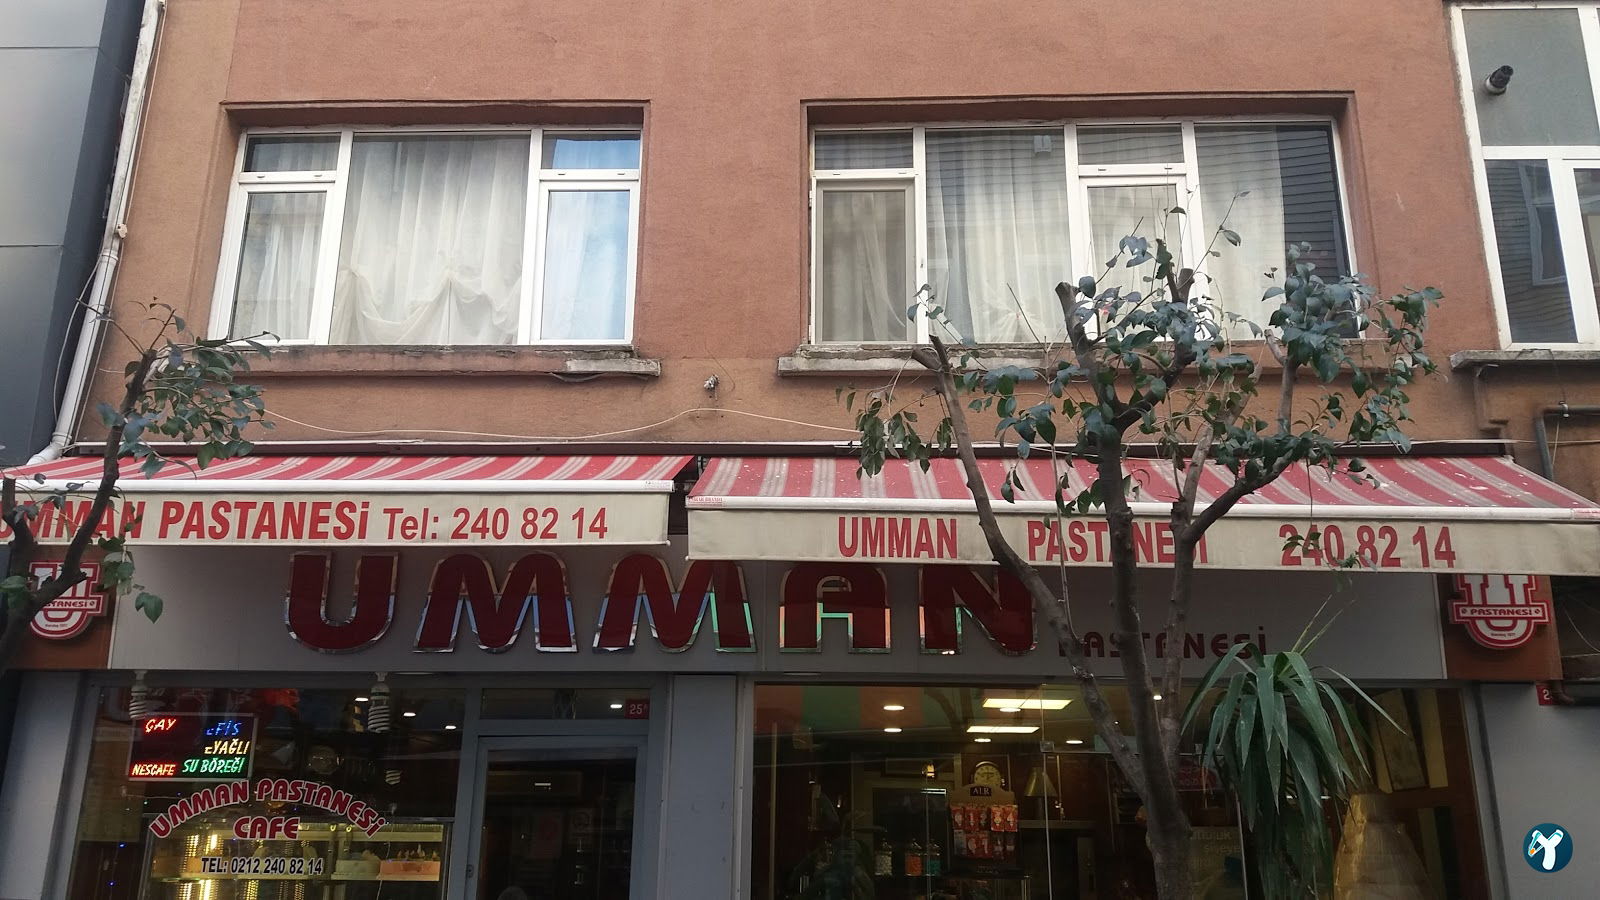 UMMAN PASTANESİ Tel: 240 82 14
UMMAN PASTANESİ 240 82 14
UMMAN
PASTANESİ
PASTANESİ
U
PASTANESİ
25
ÇAY
NESCAFE
SU BÖREĞİ
UMMAN PASTANESİ
CAFE
TEL: 0212 240 82 14